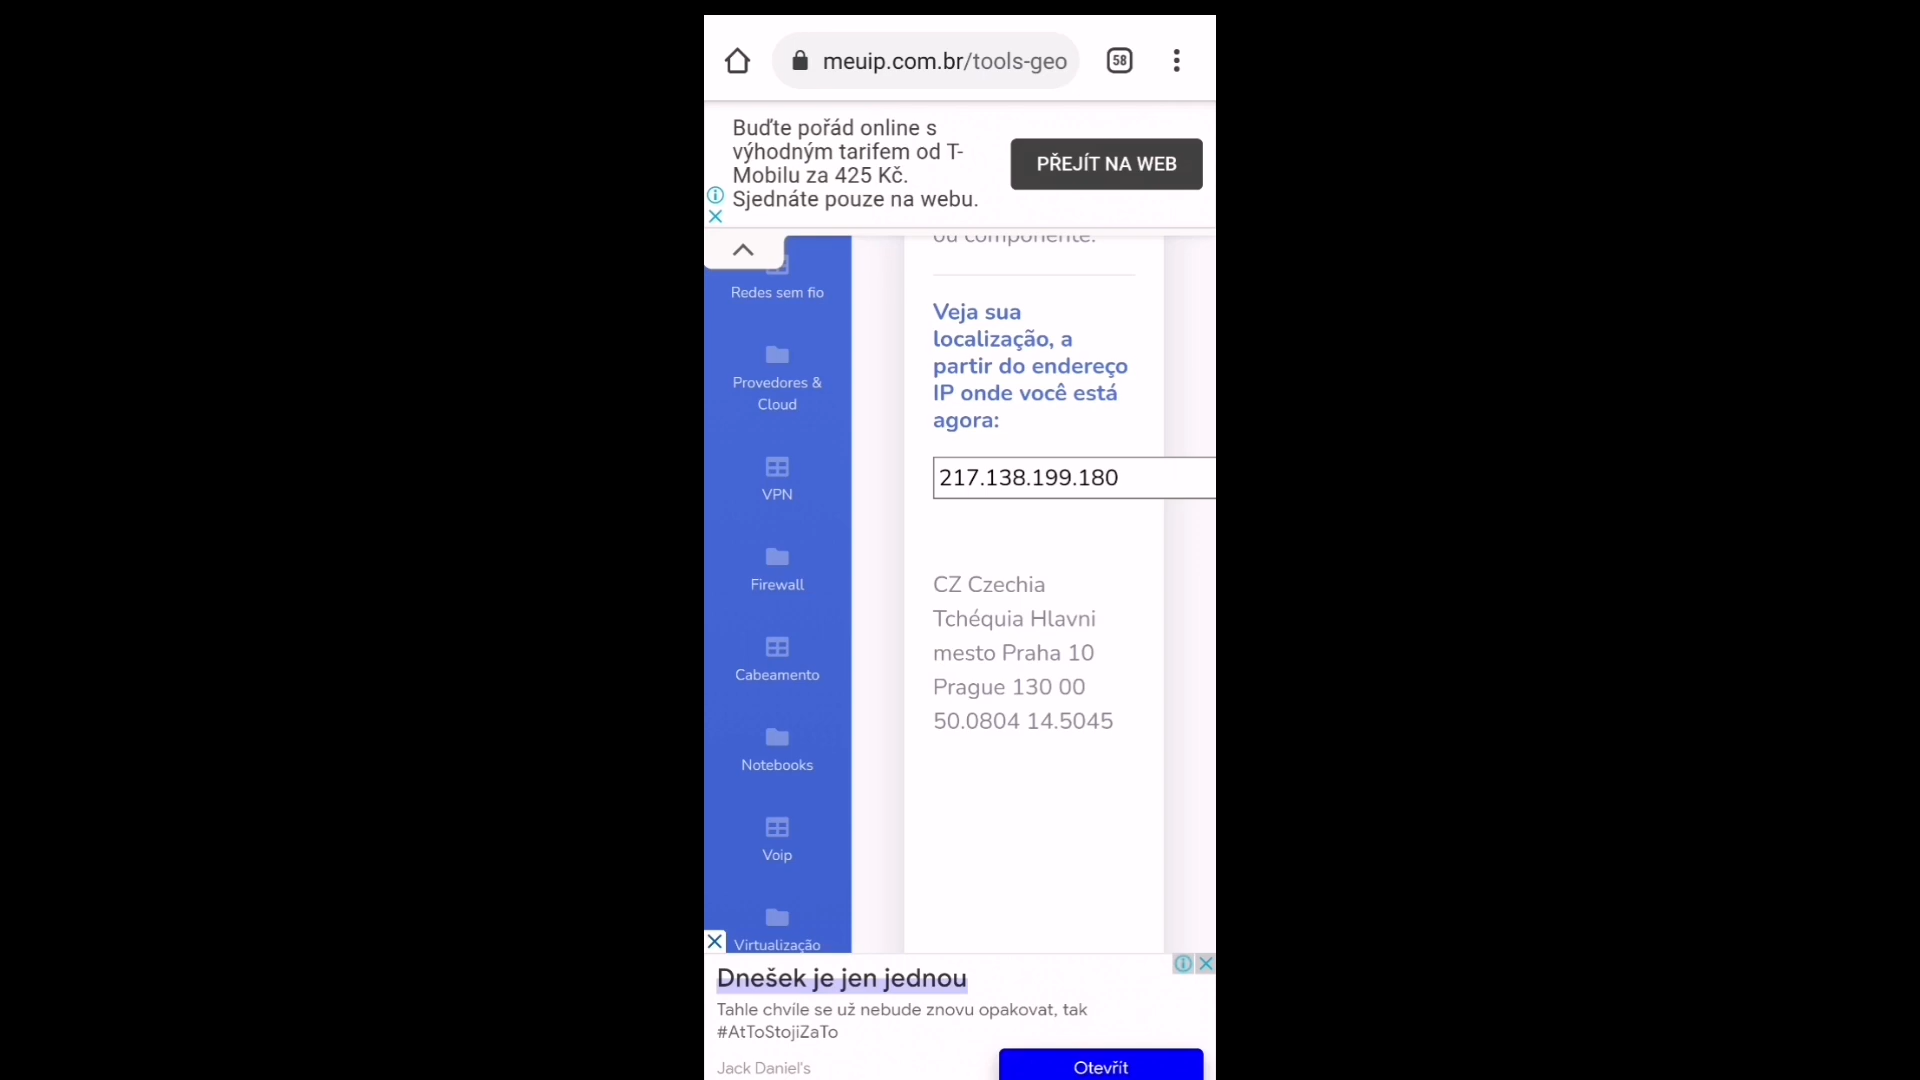 meuip.com.br/tools-geo
58
Buďte pořád online s
výhodným tarifem od T-
Mobilu za 425 Kč.
Sjednáte pouze na webu.
PŘEJÍT NA WEB
ou componente.
Redes sem fio
Provedores &
Cloud
VPN
Firewall
Cabeamento
Notebooks
Voip
Virtualização
Veja sua
localização, a
partir do endereço
IP onde você está
agora:
217.138.199.180
CZ Czechia
Tchéquia Hlavni
mesto Praha 10
Prague 130 00
50.0804 14.5045
Dnešek je jen jednou
Tahle chvíle se už nebude znovu opakovat, tak
#AtToStojiZaTo
Jack Daniel's
Otevřít